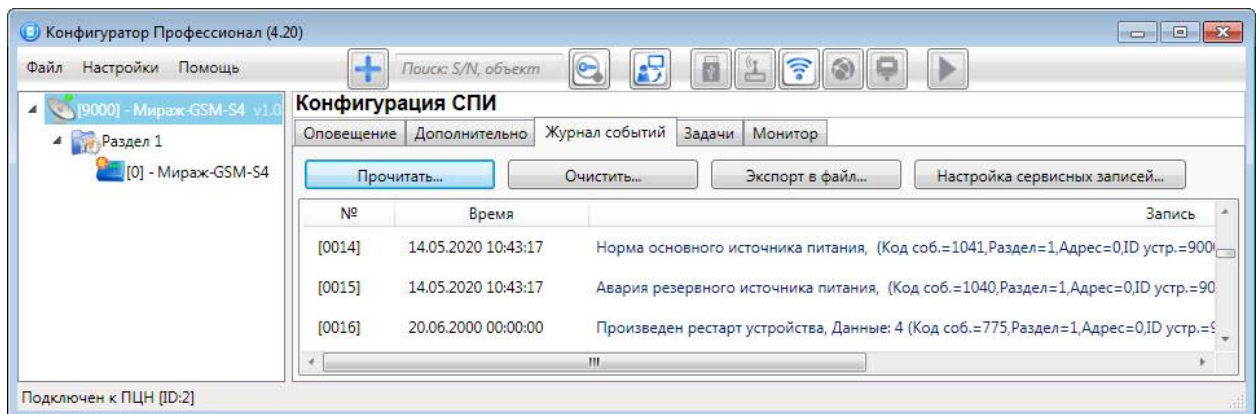 Конфигуратор Профессионал (4.20)
Файл Настройки Помощь Поиск: S/N, объект
[9000] - Мираж-GSM-S4 v1.0
Раздел 1
[0] - Мираж-GSM-S4
Конфигурация СПИ
Оповещение Дополнительно Журнал событий Задачи Монитор
Прочитать... Очистить... Экспорт в файл... Настройка сервисных записей...
№ Время Запись
[0014] 14.05.2020 10:43:17 Норма основного источника питания, (Код соб.=1041,Раздел=1,Адрес=0,ID устр.=900
[0015] 14.05.2020 10:43:17 Авария резервного источника питания, (Код соб.=1040,Раздел=1,Адрес=0,ID устр.=90
[0016] 20.06.2000 00:00:00 Произведен рестарт устройства, Данные: 4 (Код соб.=775,Раздел=1,Адрес=0,ID устр.=9
Подключен к ПЦН [ID:2]